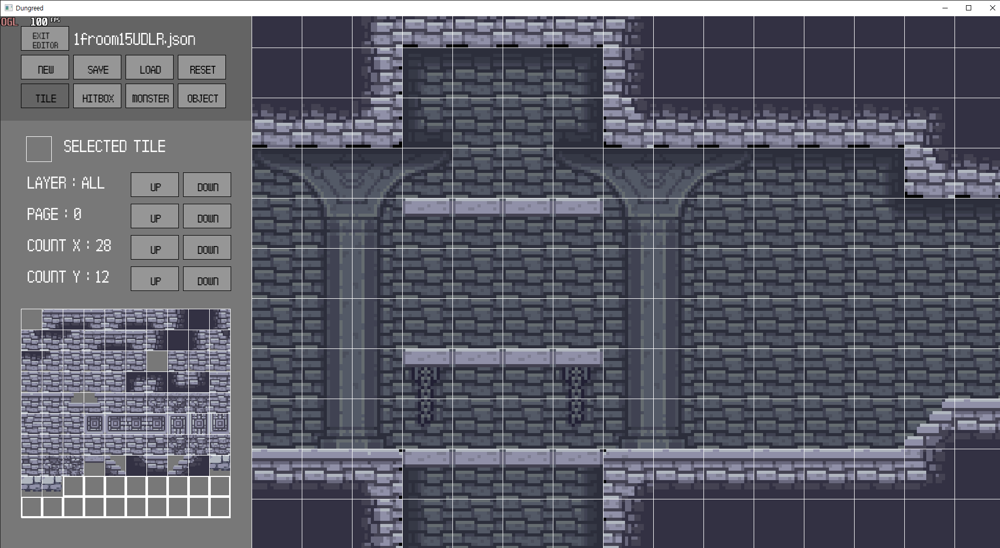 Dungreed
OGL 100 FPS
EXIT
EDITOR
1froom15UDLR.json
NEW SAVE LOAD RESET
TILE HITBOX MONSTER OBJECT
SELECTED TILE
LAYER : ALL UP DOWN
PAGE : 0 UP DOWN
COUNT X : 28 UP DOWN
COUNT Y : 12 UP DOWN